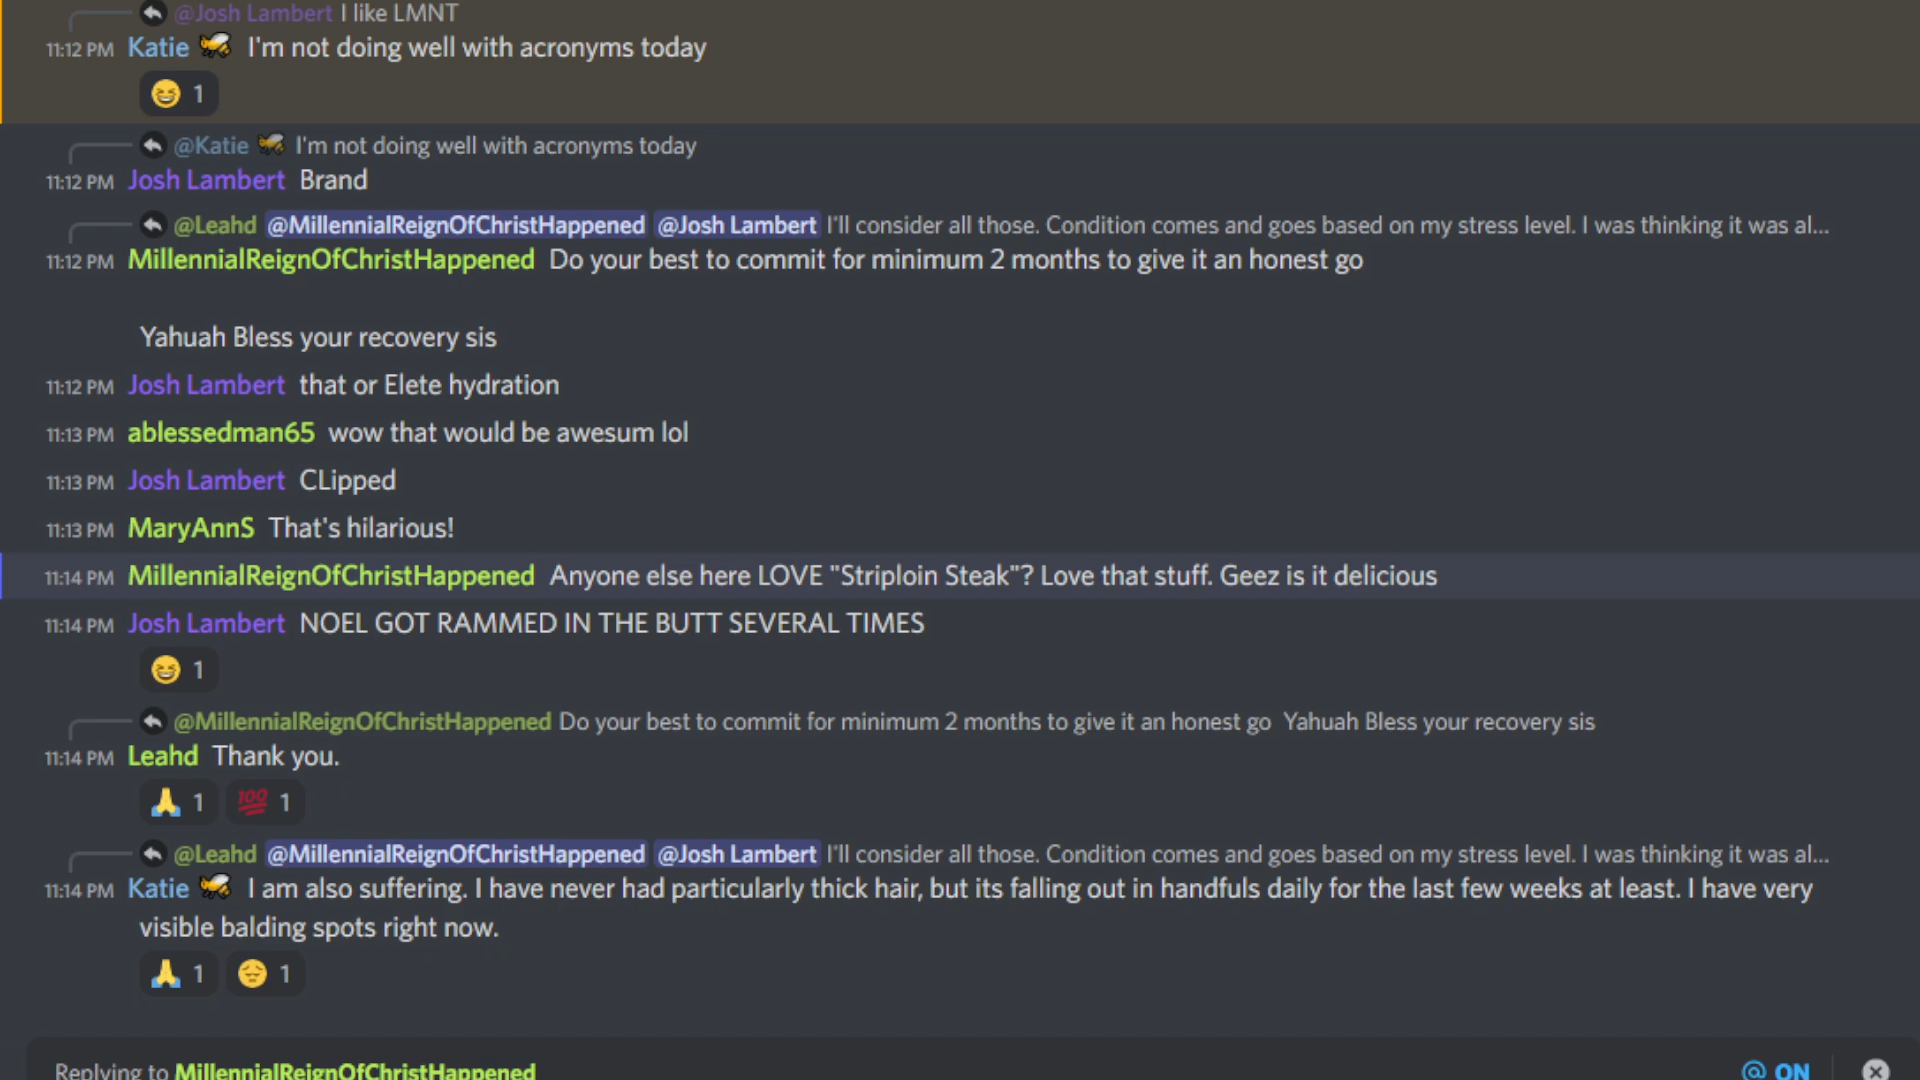 @Josh Lambert I like LMNT
11:12 PM Katie I'm not doing well with acronyms today
1
@Katie I'm not doing well with acronyms today
11:12 PM Josh Lambert Brand
@Leahd @MillennialReignOfChristHappened @Josh Lambert I'll consider all those. Condition comes and goes based on my stress level. I was thinking it was al...
11:12 PM MillennialReignOfChristHappened Do your best to commit for minimum 2 months to give it an honest go
Yahuah Bless your recovery sis
11:12 PM Josh Lambert that or Elete hydration
11:13 PM ablessedman65 wow that would be awesum lol
11:13 PM Josh Lambert CLipped
11:13 PM MaryAnnS That's hilarious!
11:14 PM MillennialReignOfChristHappened Anyone else here LOVE "Striploin Steak"? Love that stuff. Geez is it delicious
11:14 PM Josh Lambert NOEL GOT RAMMED IN THE BUTT SEVERAL TIMES
1
@MillennialReignOfChristHappened Do your best to commit for minimum 2 months to give it an honest go Yahuah Bless your recovery sis
11:14 PM Leahd Thank you.
1 100 1
@Leahd @MillennialReignOfChristHappened @Josh Lambert I'll consider all those. Condition comes and goes based on my stress level. I was thinking it was al...
11:14 PM Katie I am also suffering. I have never had particularly thick hair, but its falling out in handfuls daily for the last few weeks at least. I have very
visible balding spots right now.
1 1
Replying to MillennialReignOfChristHappened @ ON